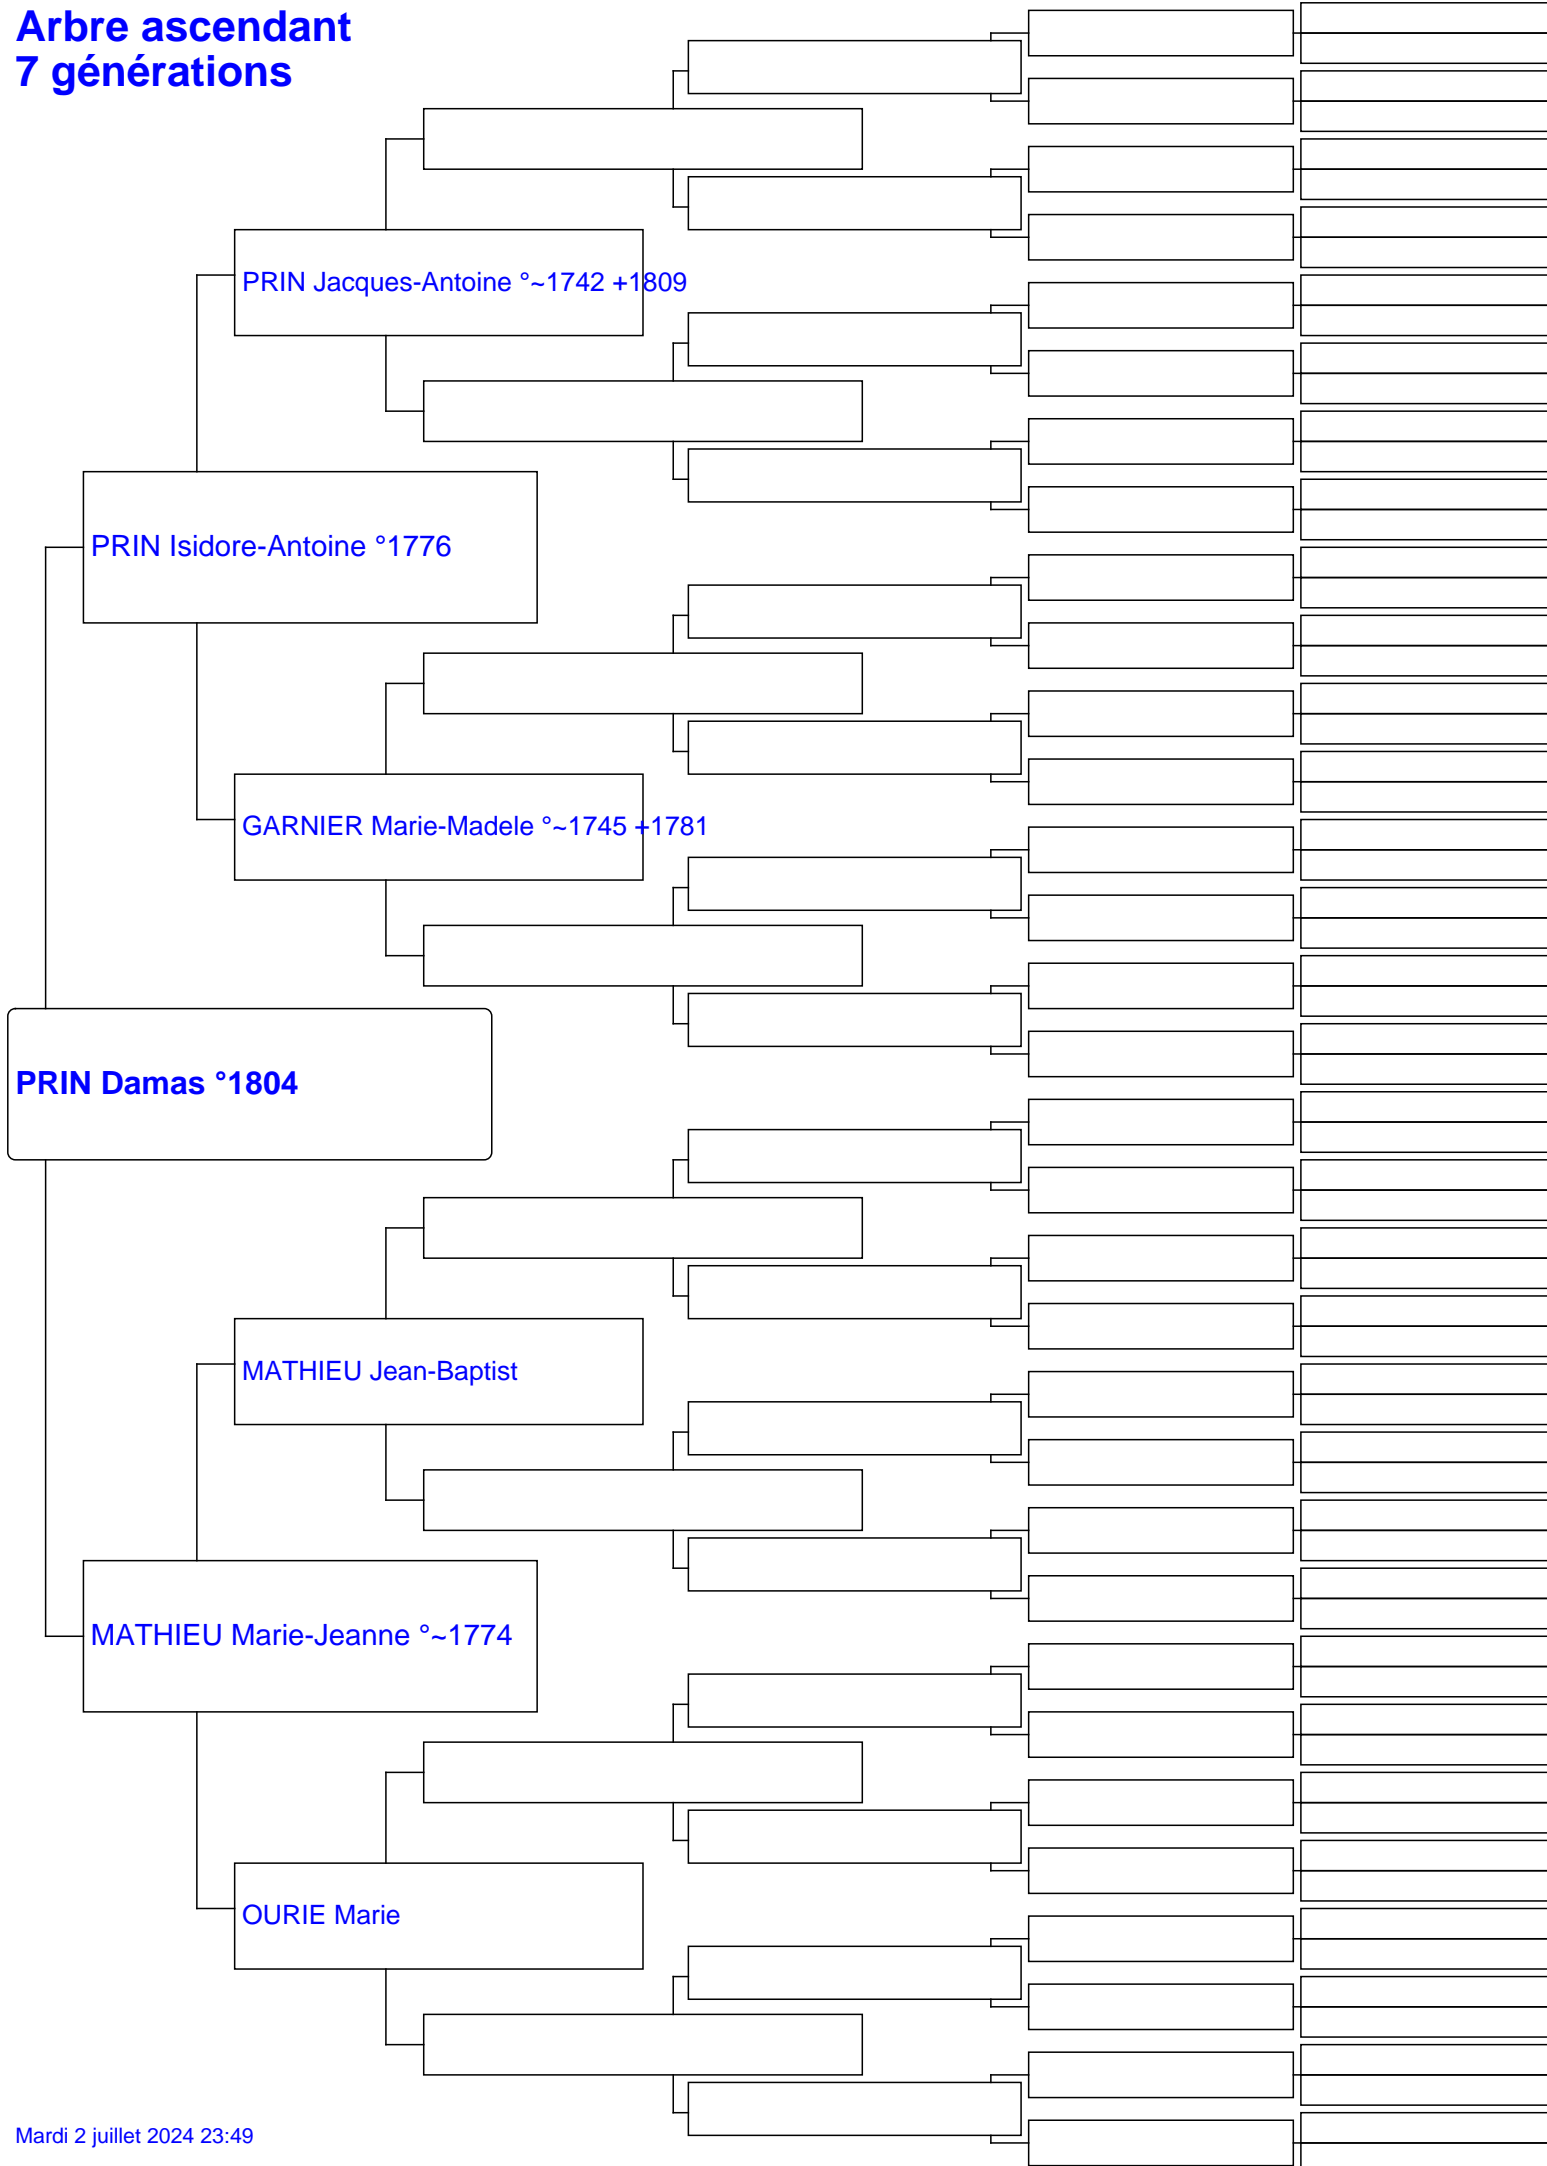 Arbre ascendant
7 générations
PRIN Jacques-Antoine °~1742 +1809
PRIN Isidore-Antoine °1776
GARNIER Marie-Madele °~1745 +1781
PRIN Damas °1804
MATHIEU Jean-Baptist
MATHIEU Marie-Jeanne °~1774
OURIE Marie
Mardi 2 juillet 2024 23:49